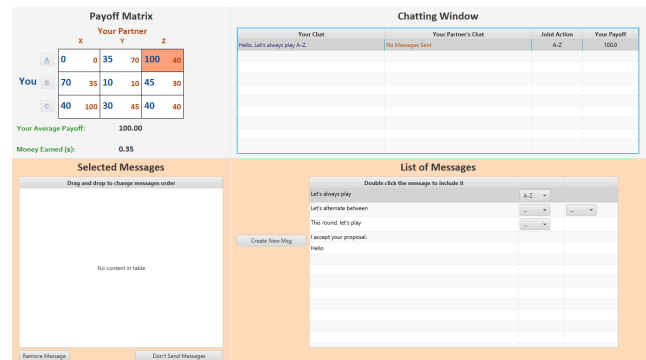 Payoff Matrix
Your Partner
X Y Z
A 0 0 35 70 100 40
You B 70 35 10 10 45 30
C 40 100 30 45 40 40
Your Average Payoff: 100.00
Money Earned ($): 0.35
Chatting Window
Your Chat Your Partner's Chat Joint Action Your Payoff
Hello. Let's always play A-Z. No Messages Sent A-Z 100.0
Selected Messages
Drag and drop to change messages order
No content in table
Remove Message Don't Send Messages
List of Messages
Double click the message to include it
Let's always play A-Z
Let's alternate between ... ...
This round, let's play ...
I accept your proposal.
Hello
Create New Msg